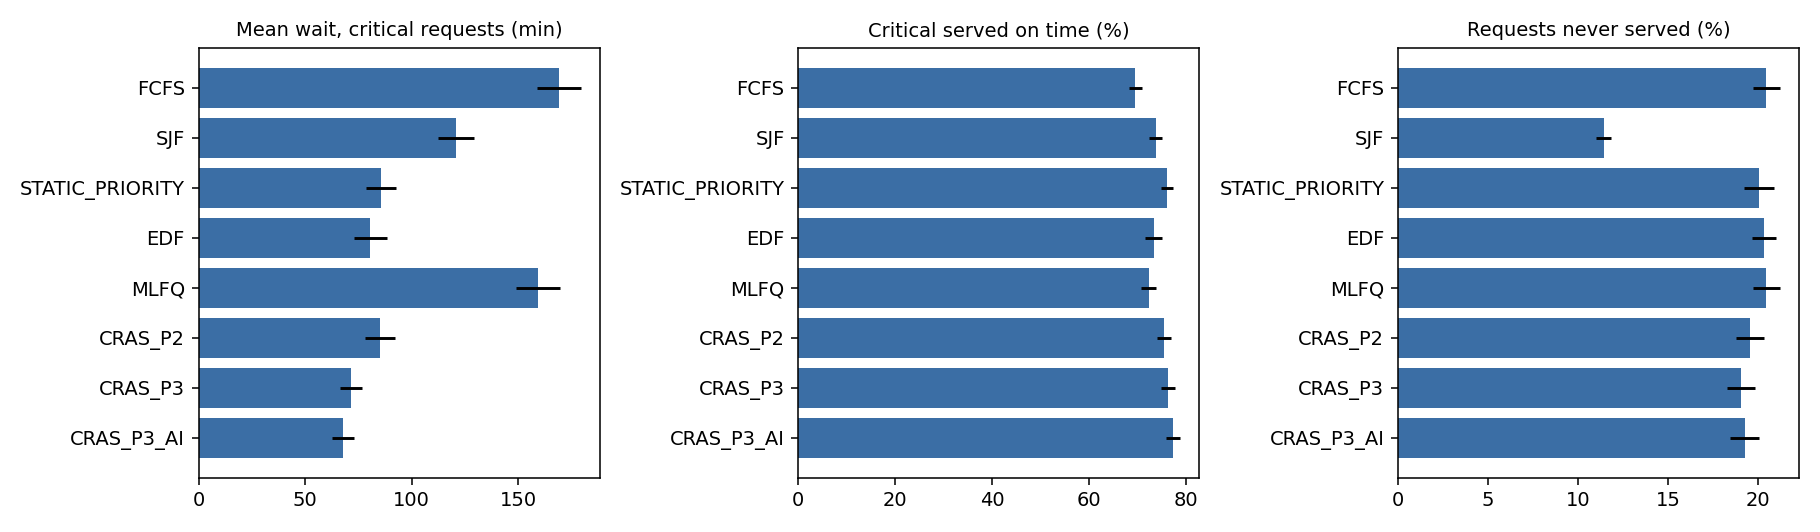 Mean wait, critical requests (min)
FCFS
SJF
STATIC_PRIORITY
EDF
MLFQ
CRAS_P2
CRAS_P3
CRAS_P3_AI
0 50 100 150
Critical served on time (%)
FCFS
SJF
STATIC_PRIORITY
EDF
MLFQ
CRAS_P2
CRAS_P3
CRAS_P3_AI
0 20 40 60 80
Requests never served (%)
FCFS
SJF
STATIC_PRIORITY
EDF
MLFQ
CRAS_P2
CRAS_P3
CRAS_P3_AI
0 5 10 15 20